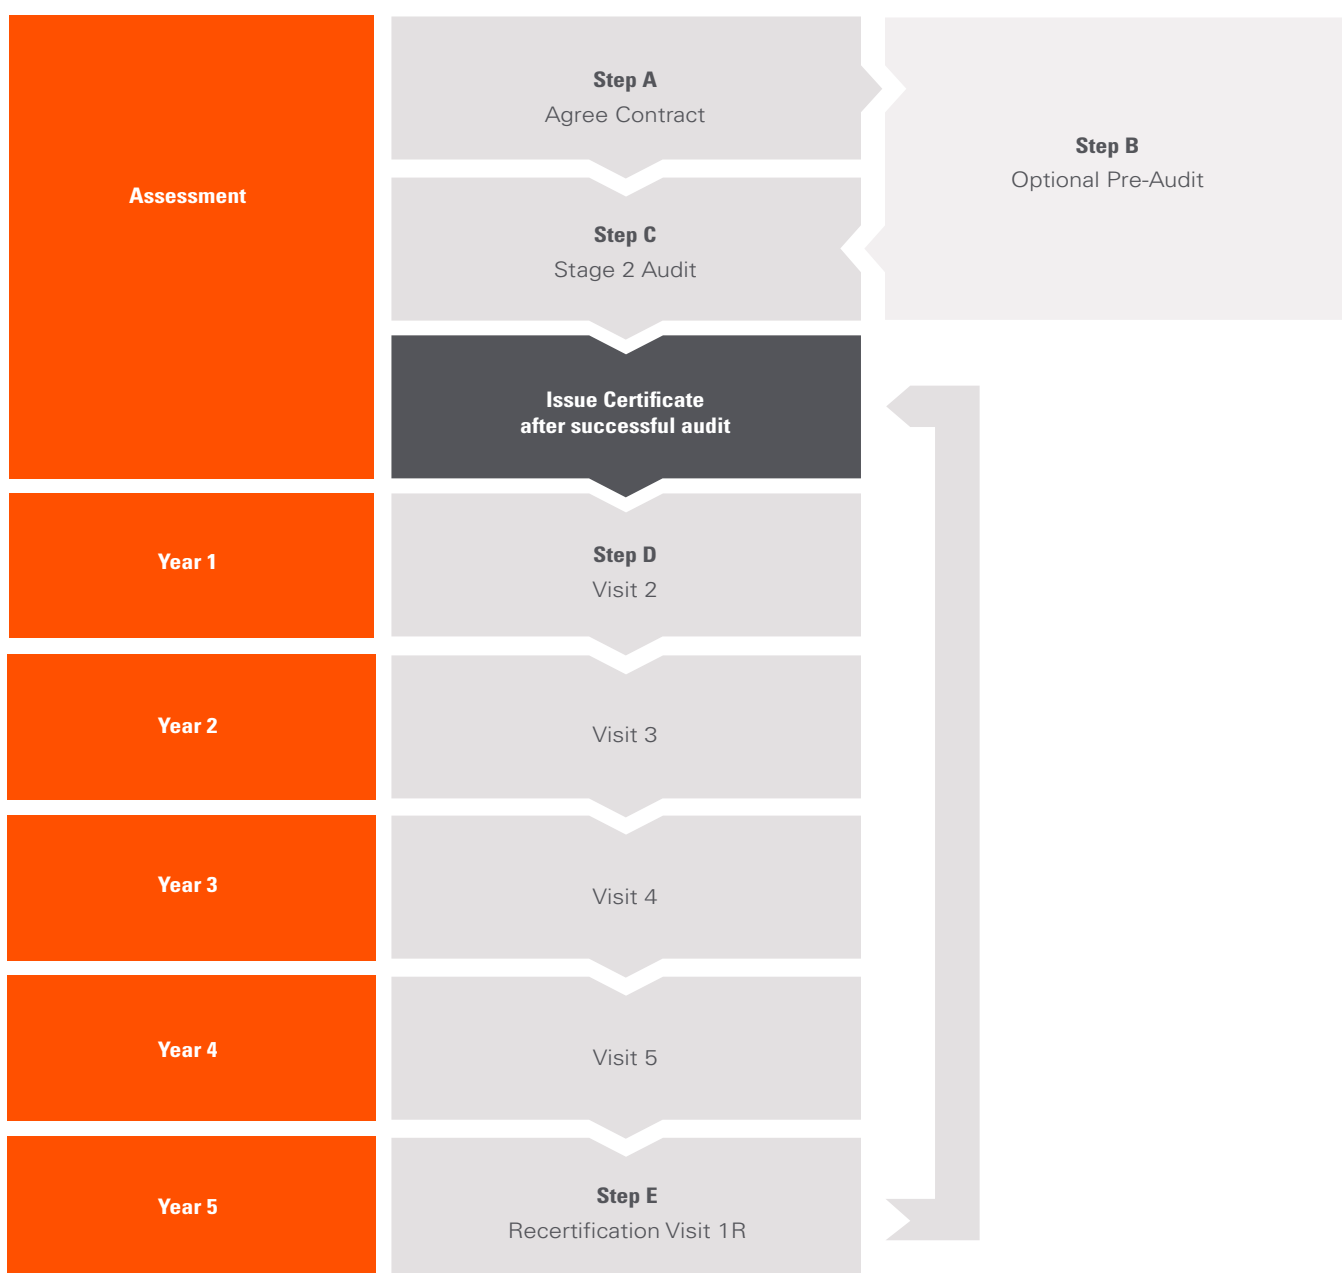 Assessment
Step A
Agree Contract
Step B
Optional Pre-Audit
Step C
Stage 2 Audit
Issue Certificate
after successful audit
Year 1
Step D
Visit 2
Year 2
Visit 3
Year 3
Visit 4
Year 4
Visit 5
Year 5
Step E
Recertification Visit 1R